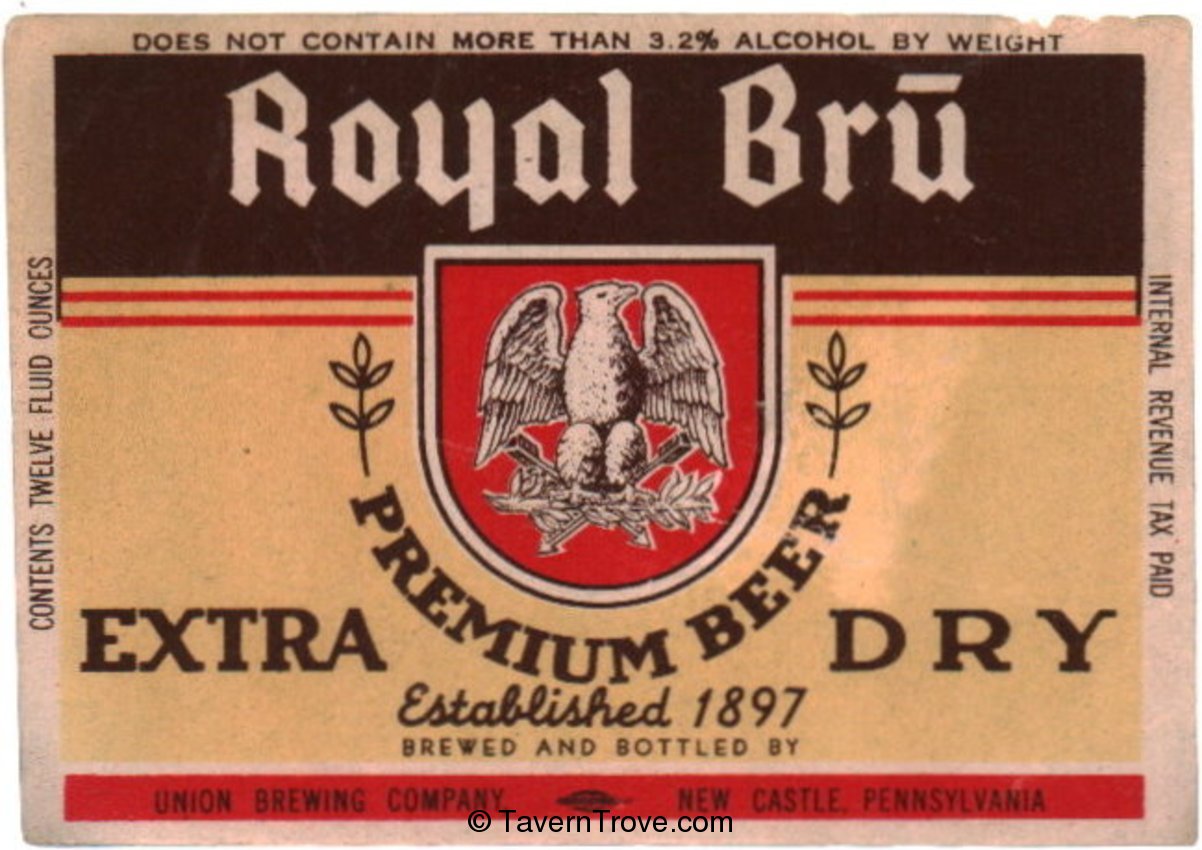 DOES NOT CONTAIN MORE THAN 3.2% ALCOHOL BY WEIGHT
Royal Brū
CONTENTS TWELVE FLUID OUNCES
INTERNAL REVENUE TAX PAID
PREMIUM BEER
EXTRA DRY
Established 1897
BREWED AND BOTTLED BY
UNION BREWING COMPANY NEW CASTLE, PENNSYLVANIA
© TavernTrove.com